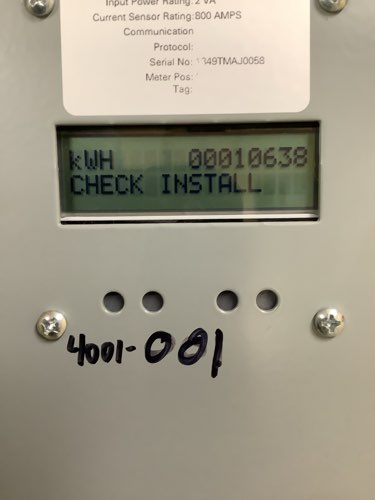 Input Power Rating: 2 VA
Current Sensor Rating: 800 AMPS
Communication
Protocol:
Serial No: 1349TMAJ0058
Meter Pos:
Tag:
kWH 00010638
CHECK INSTALL
4001-001